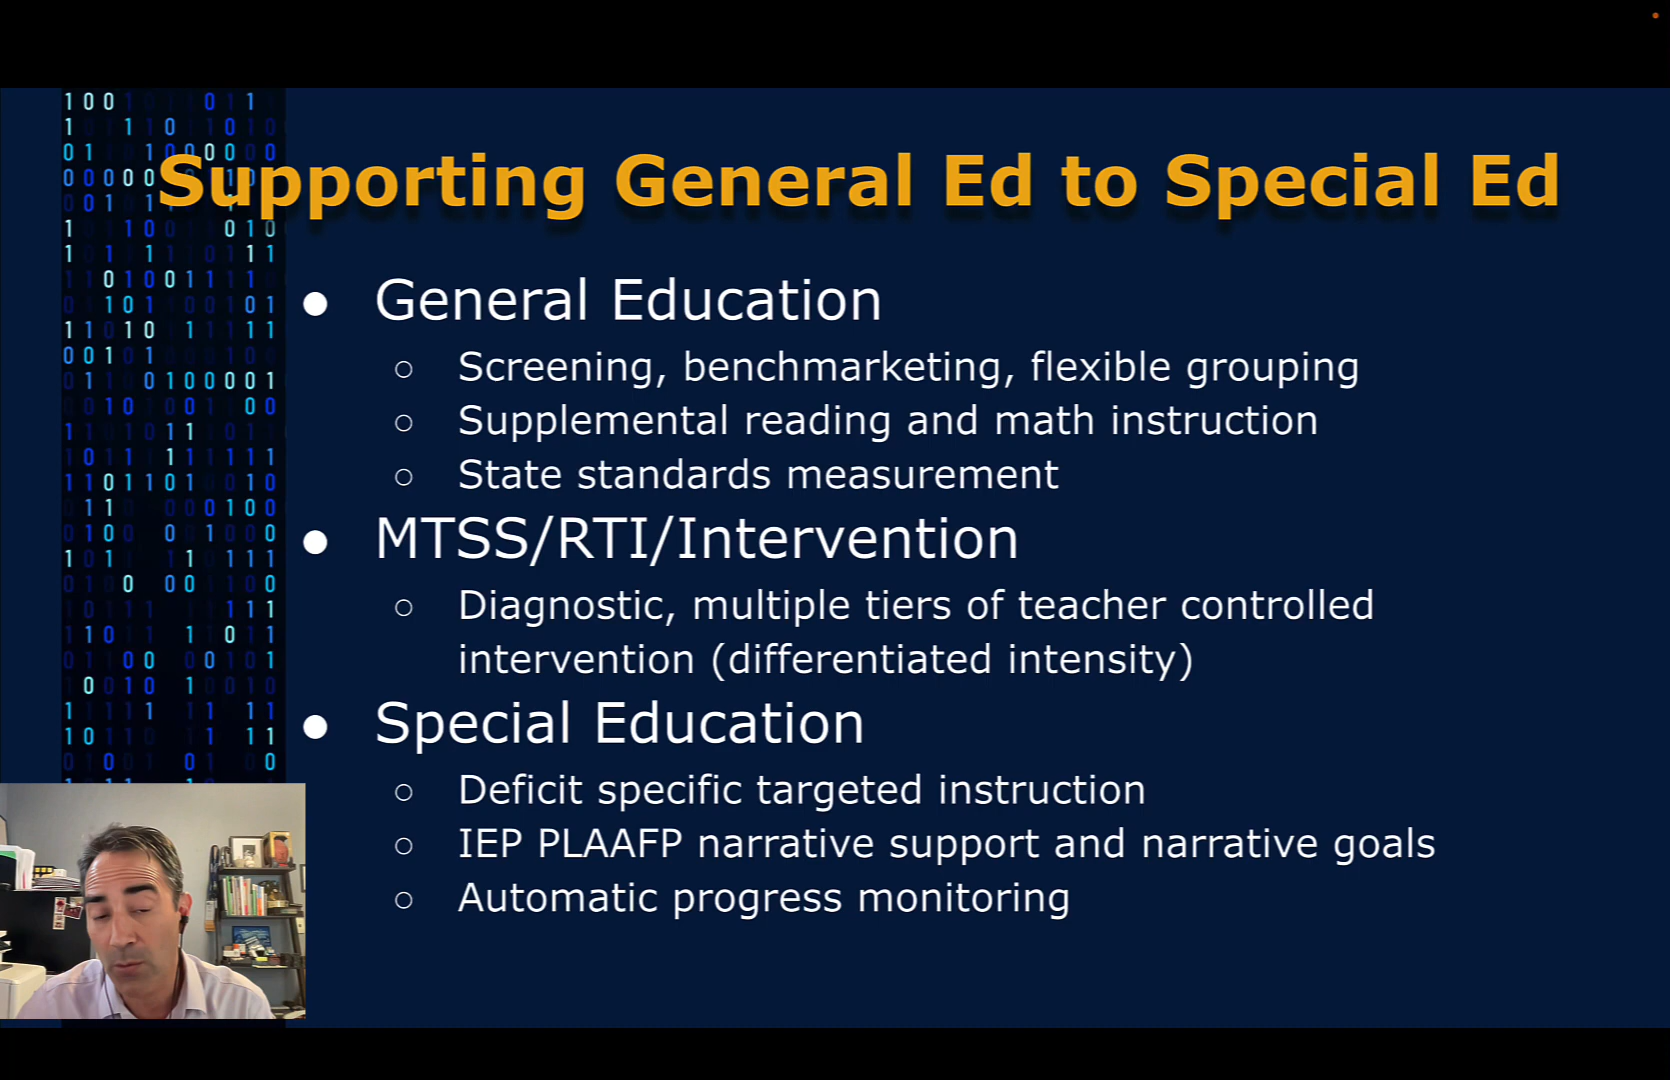 Supporting General Ed to Special Ed
● General Education
○ Screening, benchmarketing, flexible grouping
○ Supplemental reading and math instruction
○ State standards measurement
● MTSS/RTI/Intervention
○ Diagnostic, multiple tiers of teacher controlled
intervention (differentiated intensity)
● Special Education
○ Deficit specific targeted instruction
○ IEP PLAAFP narrative support and narrative goals
○ Automatic progress monitoring